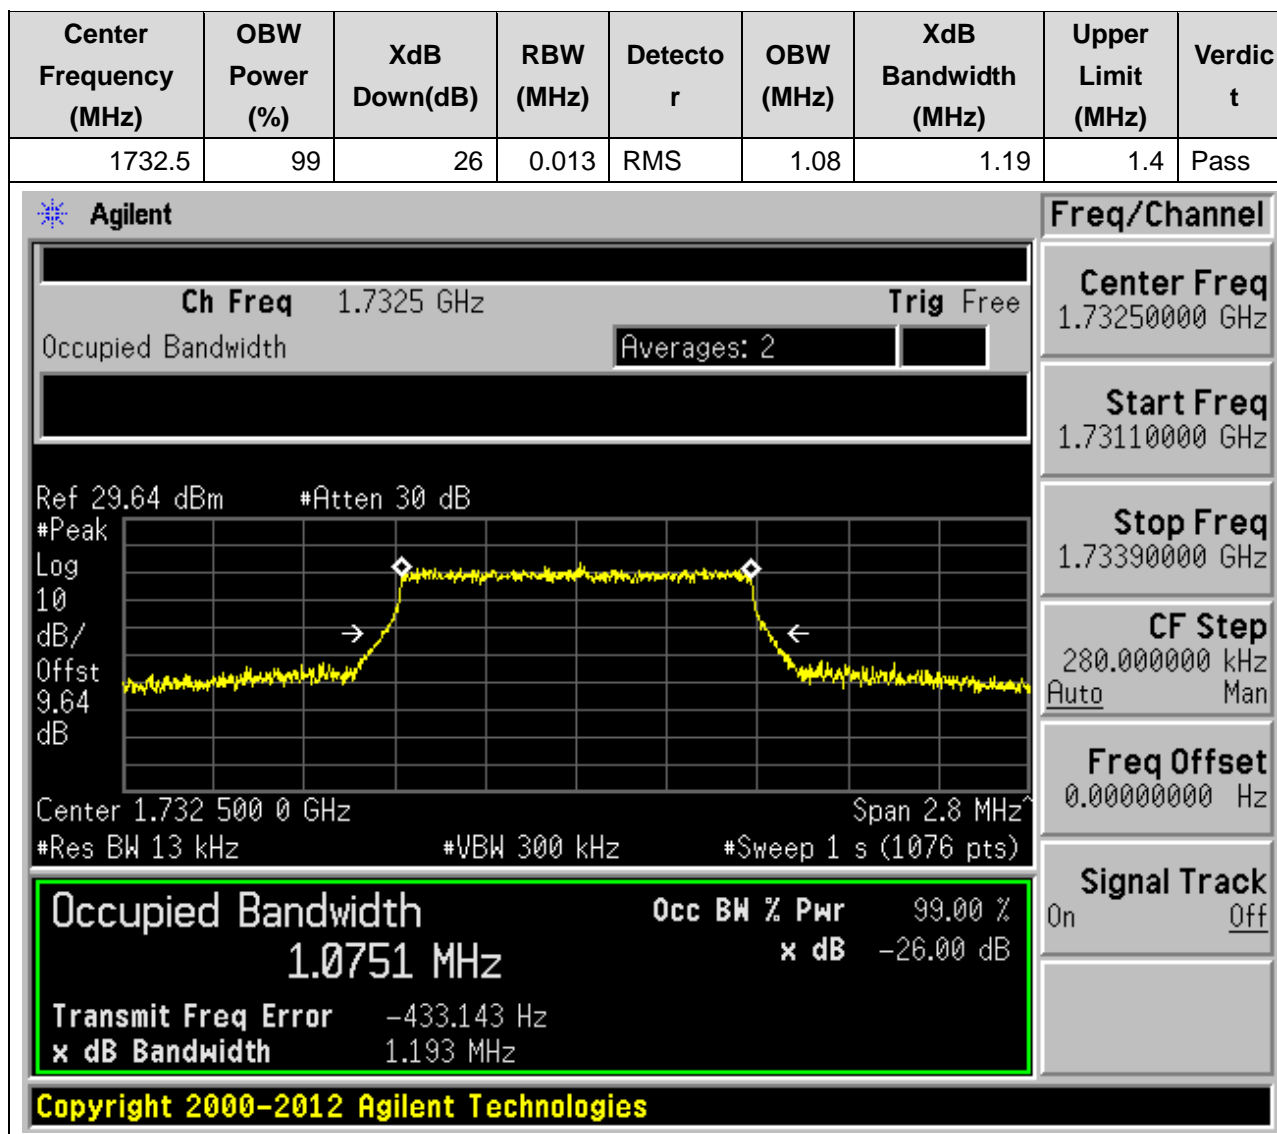 Center Frequency (MHz) OBW Power (%) XdB Down(dB) RBW (MHz) Detecto r OBW (MHz) XdB Bandwidth (MHz) Upper Limit (MHz) Verdic t
1732.5 99 26 0.013 RMS 1.08 1.19 1.4 Pass
Agilent
Freq/Channel
Ch Freq 1.7325 GHz Trig Free
Occupied Bandwidth Averages: 2
Ref 29.64 dBm #Atten 30 dB
#Peak
Log
10
dB/
Offst
9.64
dB
Center 1.732 500 0 GHz Span 2.8 MHz^
#Res BW 13 kHz #VBW 300 kHz #Sweep 1 s (1076 pts)
Occupied Bandwidth
1.0751 MHz
Occ BW % Pwr 99.00 %
x dB -26.00 dB
Transmit Freq Error -433.143 Hz
x dB Bandwidth 1.193 MHz
Center Freq
1.73250000 GHz
Start Freq
1.73110000 GHz
Stop Freq
1.73390000 GHz
CF Step
280.000000 kHz
Auto Man
Freq Offset
0.00000000 Hz
Signal Track
On Off
Copyright 2000-2012 Agilent Technologies